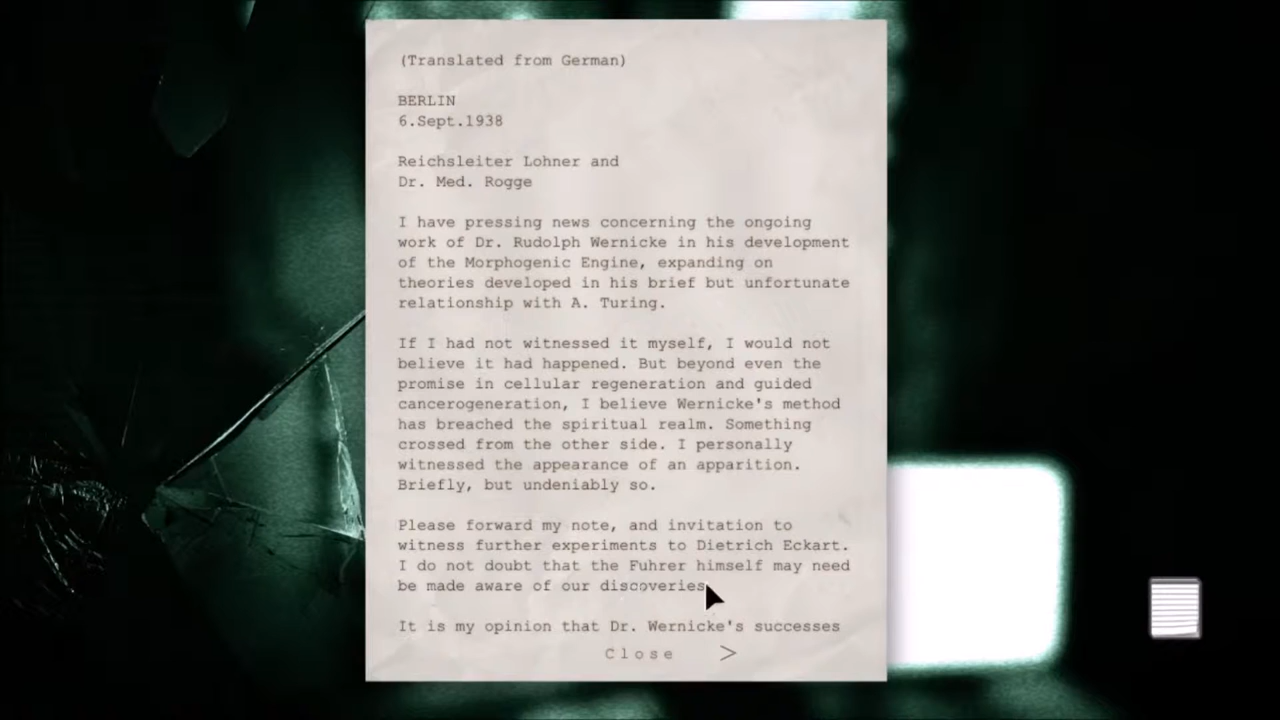 (Translated from German)
BERLIN
6.Sept.1938
Reichsleiter Lohner and
Dr. Med. Rogge
I have pressing news concerning the ongoing
work of Dr. Rudolph Wernicke in his development
of the Morphogenic Engine, expanding on
theories developed in his brief but unfortunate
relationship with A. Turing.
If I had not witnessed it myself, I would not
believe it had happened. But beyond even the
promise in cellular regeneration and guided
cancerogeneration, I believe Wernicke's method
has breached the spiritual realm. Something
crossed from the other side. I personally
witnessed the appearance of an apparition.
Briefly, but undeniably so.
Please forward my note, and invitation to
witness further experiments to Dietrich Eckart.
I do not doubt that the Fuhrer himself may need
be made aware of our discoveries
It is my opinion that Dr. Wernicke's successes
Close >